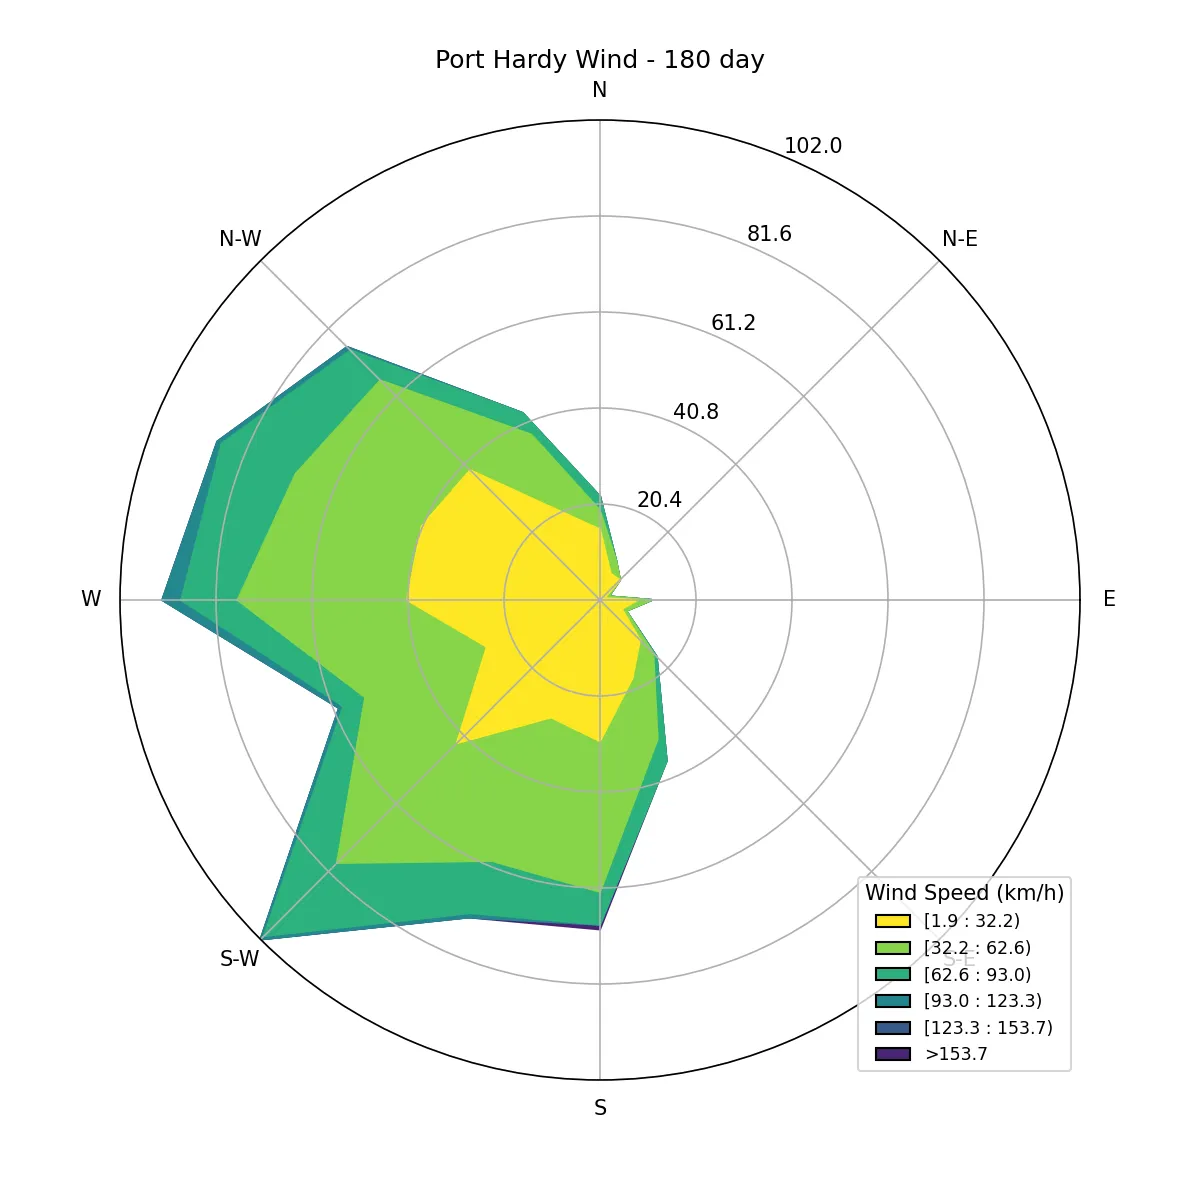 Port Hardy Wind - 180 day
N
102.0
N-W
N-E
81.6
61.2
40.8
20.4
W
E
S-W
S-E
S
Wind Speed (km/h)
[1.9 : 32.2)
[32.2 : 62.6)
[62.6 : 93.0)
[93.0 : 123.3)
[123.3 : 153.7)
>153.7